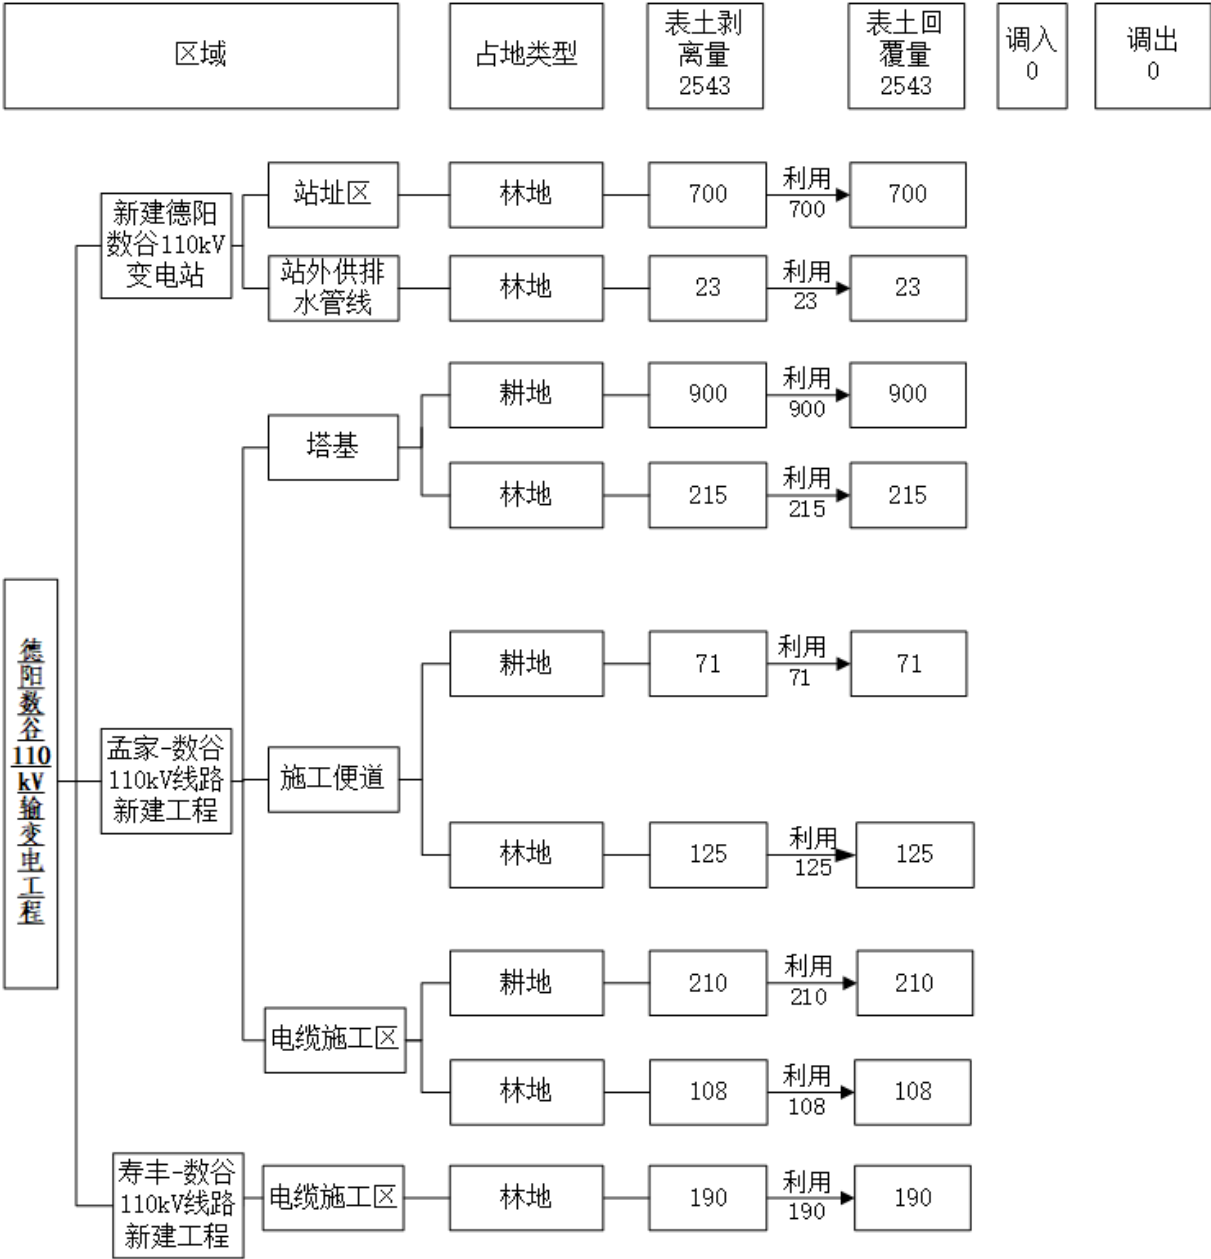 区域
占地类型
表土剥
离量
2543
表土回
覆量
2543
调入
0
调出
0
新建德阳
数谷110kV
变电站
站址区
林地
700
利用
700
700
站外供排
水管线
林地
23
利用
23
23
塔基
耕地
900
利用
900
900
林地
215
利用
215
215
德
阳
数
谷
110
kV
输
变
电
工
程
孟家-数谷
110kV线路
新建工程
施工便道
耕地
71
利用
71
71
林地
125
利用
125
125
电缆施工区
耕地
210
利用
210
210
林地
108
利用
108
108
寿丰-数谷
110kV线路
新建工程
电缆施工区
林地
190
利用
190
190